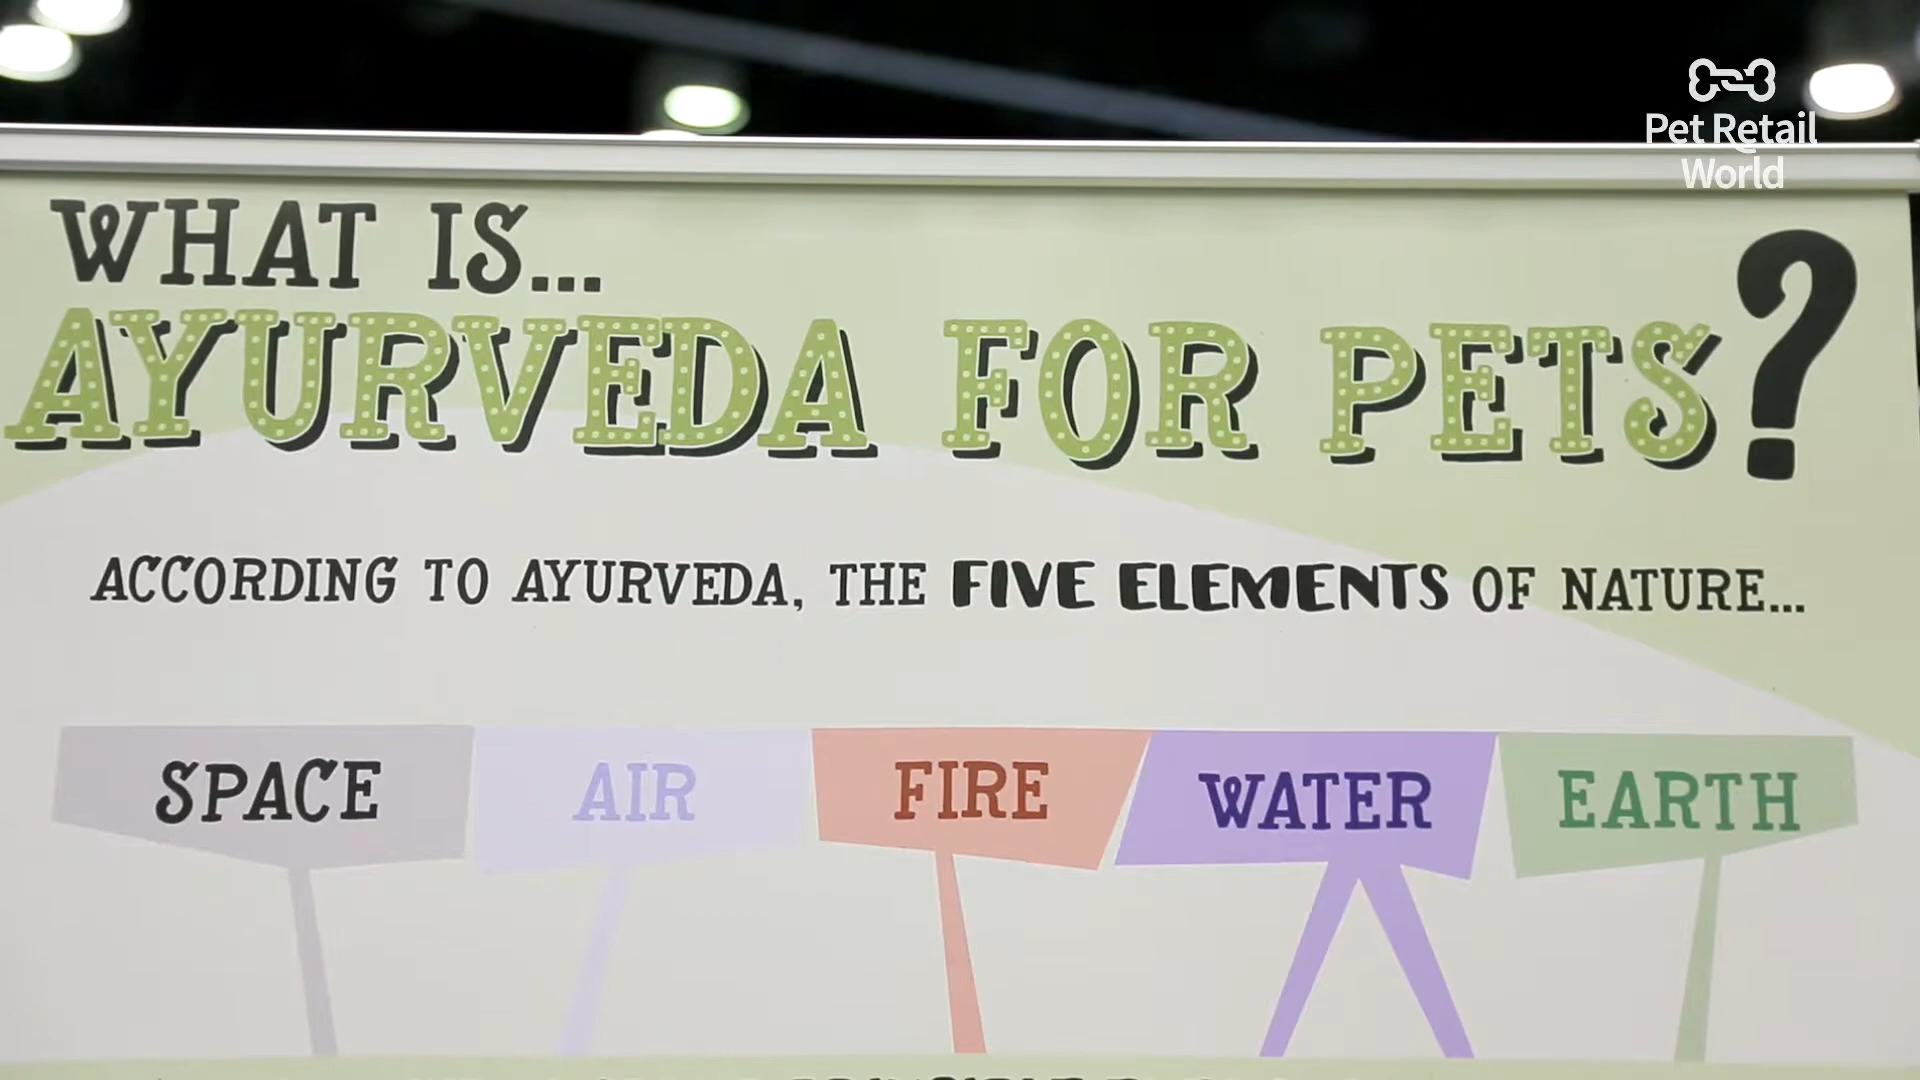 Pet Retail
World
WHAT IS...
AYURVEDA FOR PETS?
ACCORDING TO AYURVEDA, THE FIVE ELEMENTS OF NATURE...
SPACE AIR FIRE WATER EARTH